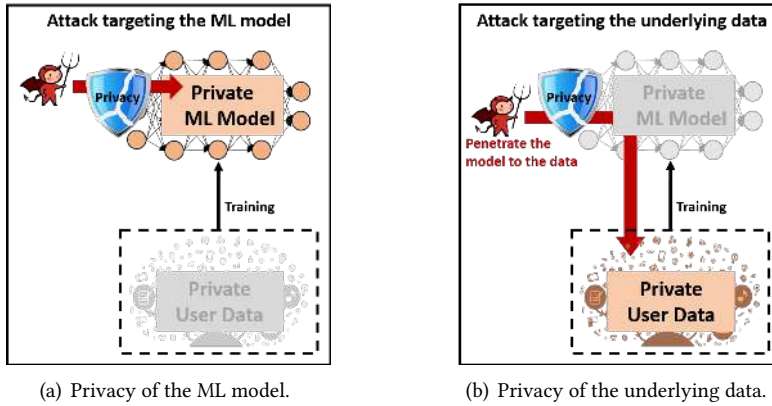 Attack targeting the ML model
Privacy
Private
ML Model
Training
Private
User Data
(a) Privacy of the ML model.
Attack targeting the underlying data
Privacy
Private
ML Model
Penetrate the
model to the data
Training
Private
User Data
(b) Privacy of the underlying data.